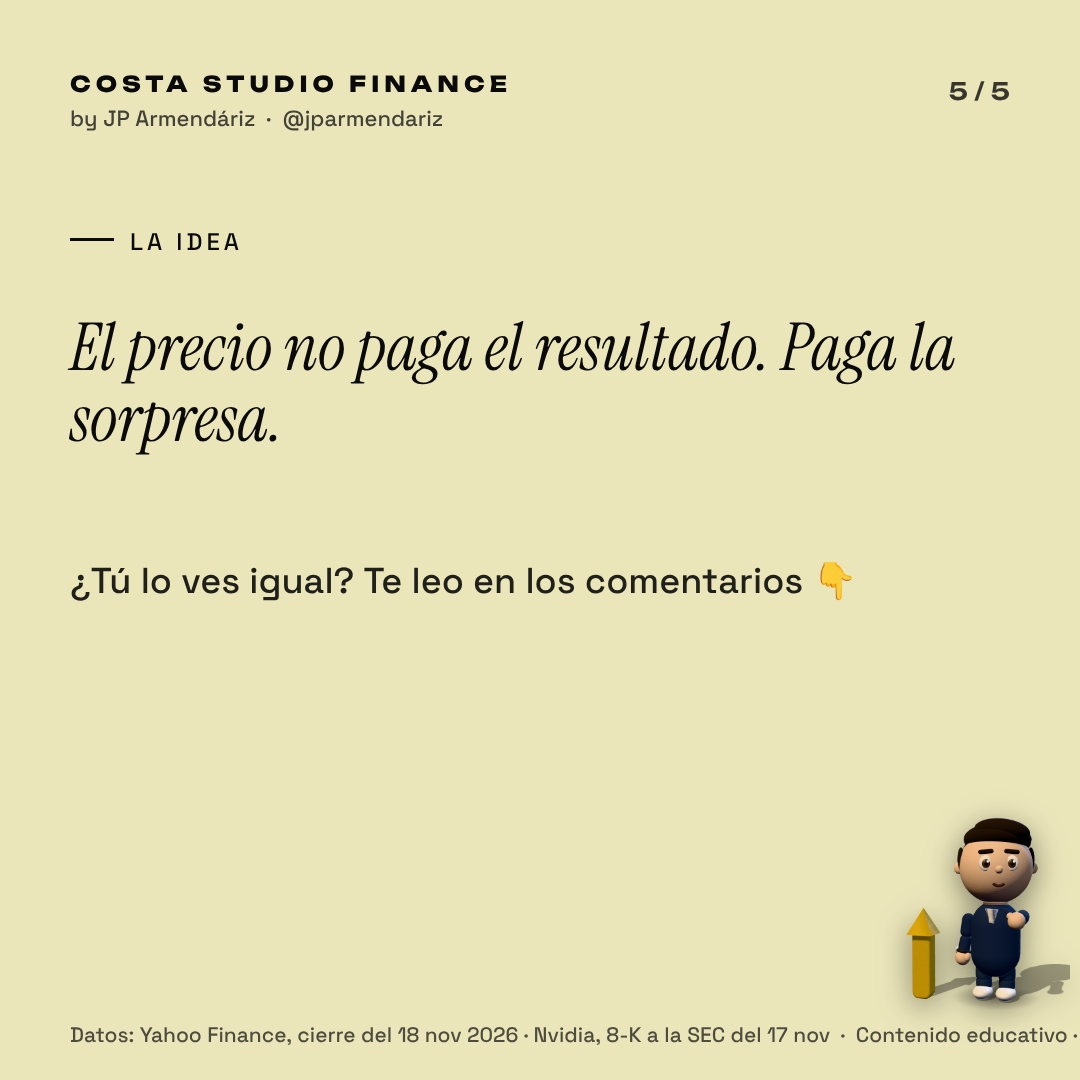 COSTA STUDIO FINANCE
by JP Armendáriz · @jparmendariz
5 / 5
LA IDEA
El precio no paga el resultado. Paga la
sorpresa.
¿Tú lo ves igual? Te leo en los comentarios 👇
Datos: Yahoo Finance, cierre del 18 nov 2026 · Nvidia, 8-K a la SEC del 17 nov · Contenido educativo ·